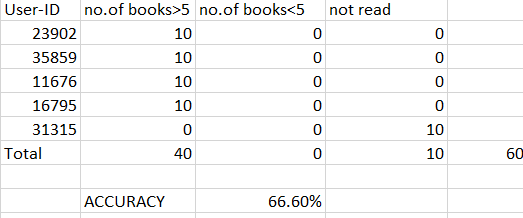 User-ID no.of books>5 no.of books<5 not read
23902 10 0 0
35859 10 0 0
11676 10 0 0
16795 10 0 0
31315 0 0 10
Total 40 0 10 60
ACCURACY 66.60%